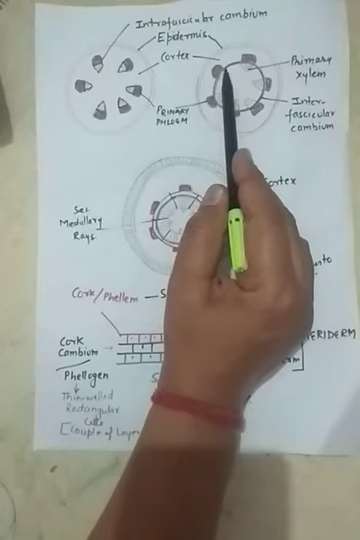 Intrafascicular cambium
Epidermis
Cortex
Primary
xylem
PRIMARY
PHLOEM
Inter-
fascicular
cambium
Cortex
Sec
Medullary
Rays
Cork/Phellem
Cork
Cambium
Phellogen
PERIDERM
Thin walled
Rectangular
Cells
[Couple of Layer